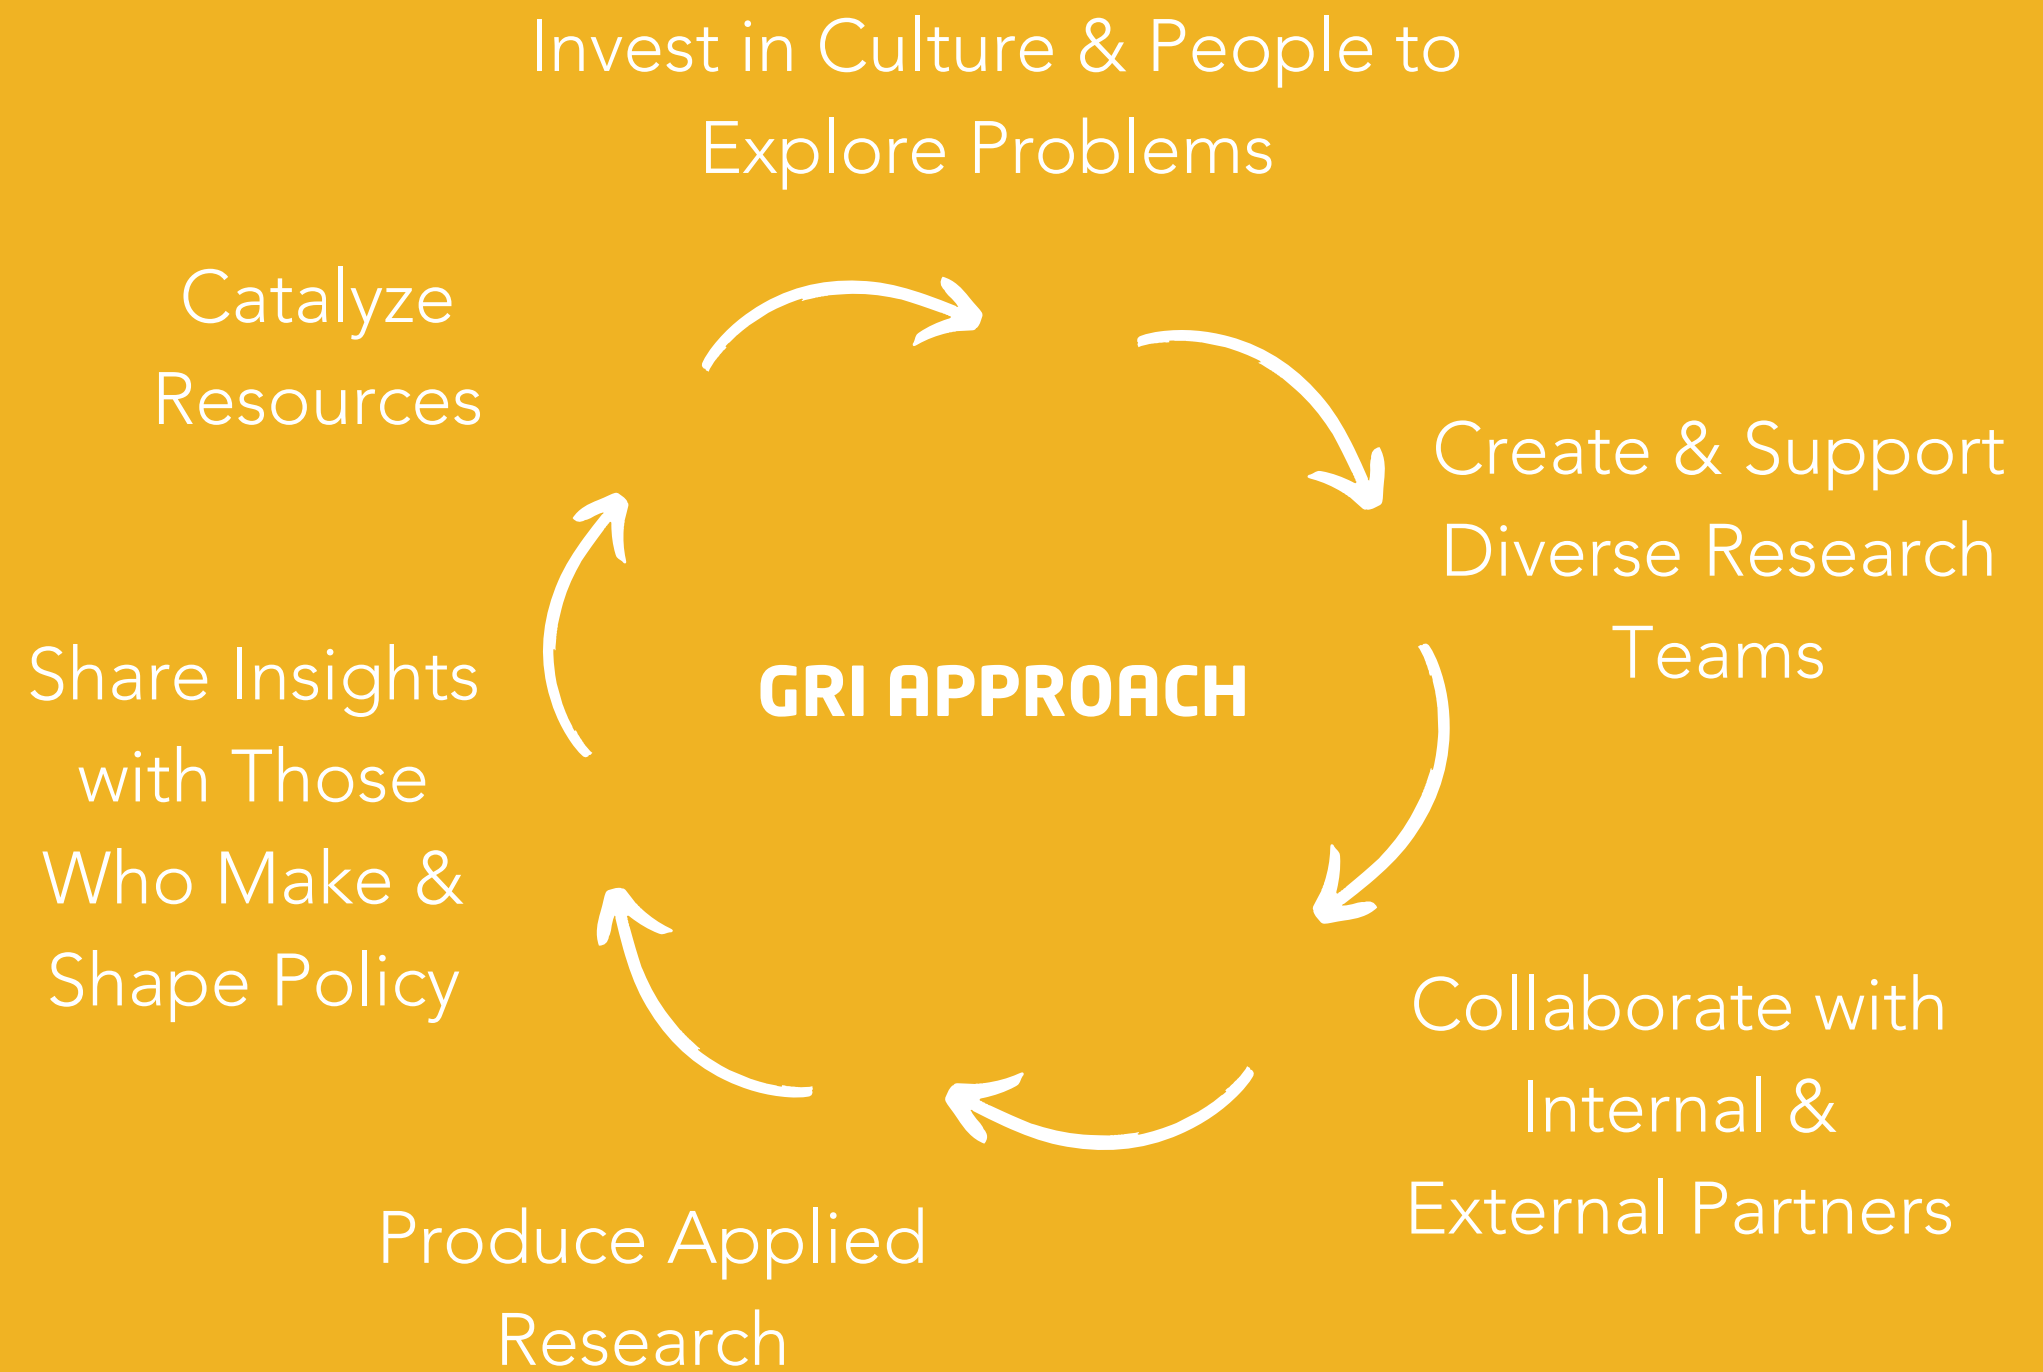 Invest in Culture & People to
Explore Problems
Catalyze
Resources
Create & Support
Diverse Research
Teams
Share Insights
with Those
Who Make &
Shape Policy
GRI APPROACH
Collaborate with
Internal &
External Partners
Produce Applied
Research